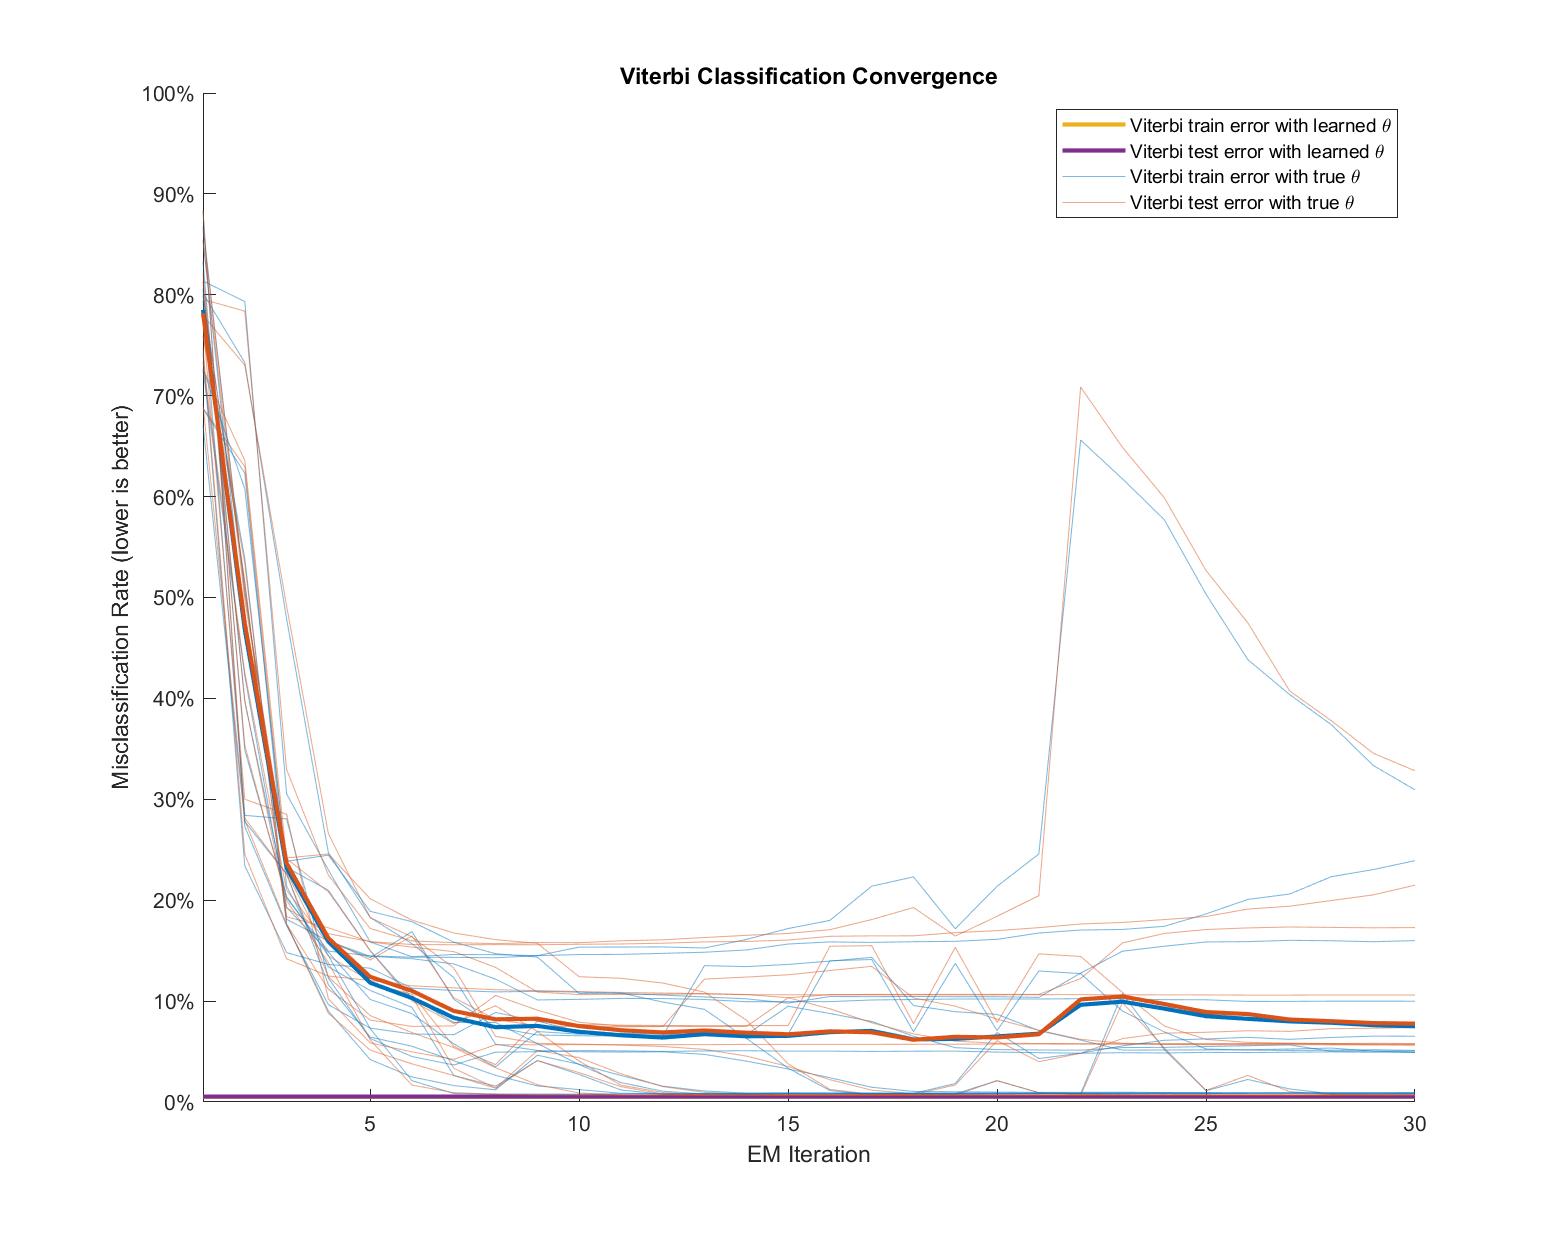 Viterbi Classification Convergence
100%
90%
80%
70%
60%
50%
40%
30%
20%
10%
0%
Misclassification Rate (lower is better)
Viterbi train error with learned θ
Viterbi test error with learned θ
Viterbi train error with true θ
Viterbi test error with true θ
5 10 15 20 25 30
EM Iteration